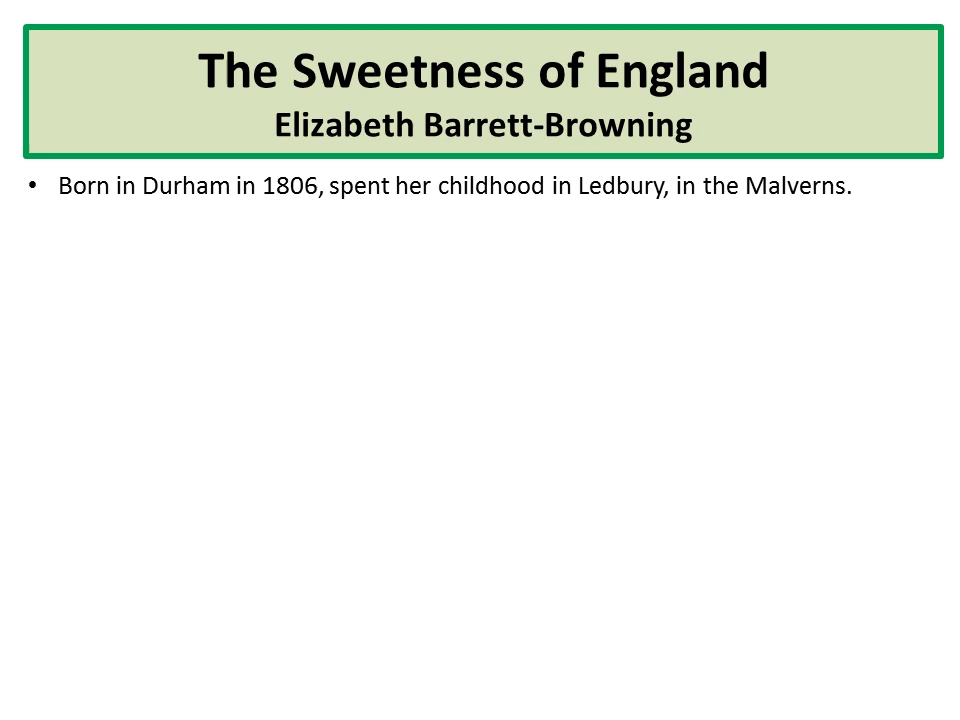 The Sweetness of England
Elizabeth Barrett-Browning
• Born in Durham in 1806, spent her childhood in Ledbury, in the Malverns.